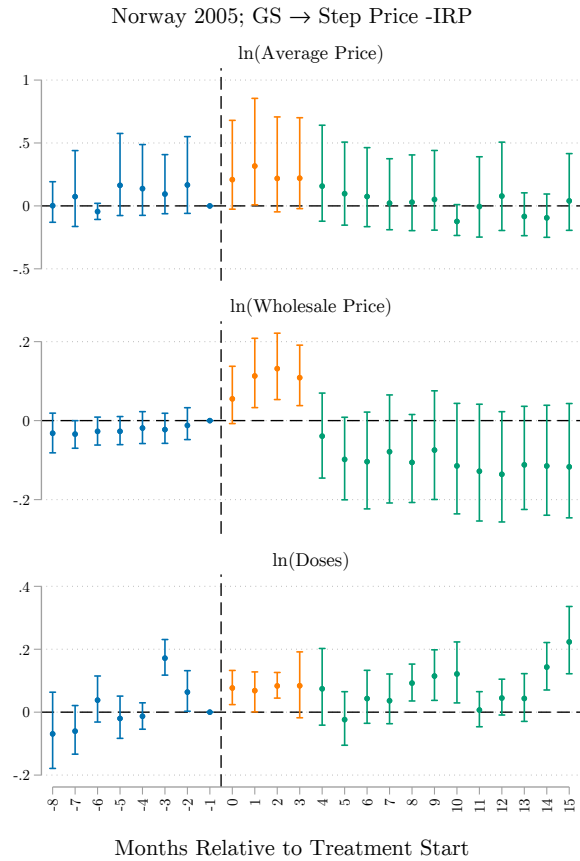 Norway 2005; GS → Step Price -IRP
ln(Average Price)
1
.5
0
-.5
ln(Wholesale Price)
.2
0
-.2
ln(Doses)
.4
.2
0
-.2
-8 -7 -6 -5 -4 -3 -2 -1 0 1 2 3 4 5 6 7 8 9 10 11 12 13 14 15
Months Relative to Treatment Start